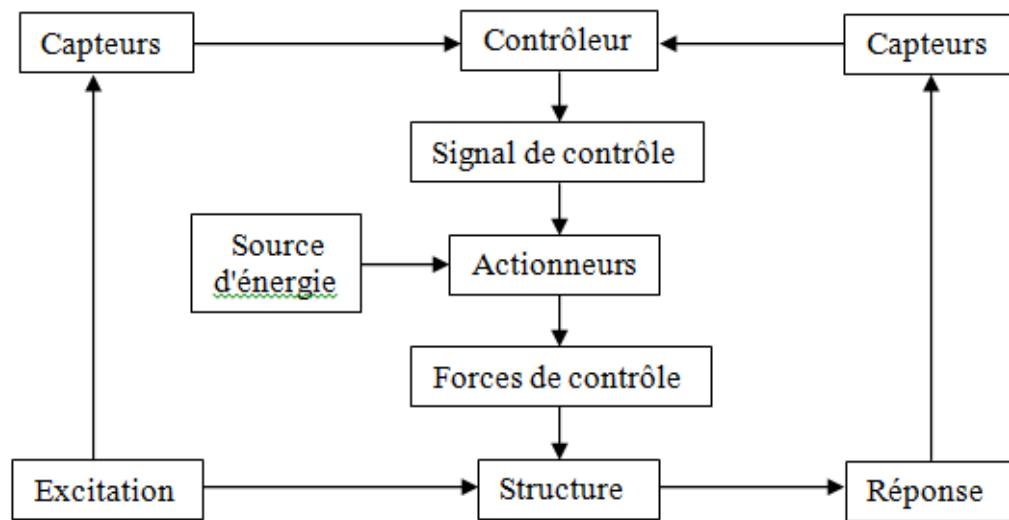 Capteurs
Contrôleur
Capteurs
Signal de contrôle
Source
d'énergie
Actionneurs
Forces de contrôle
Excitation
Structure
Réponse